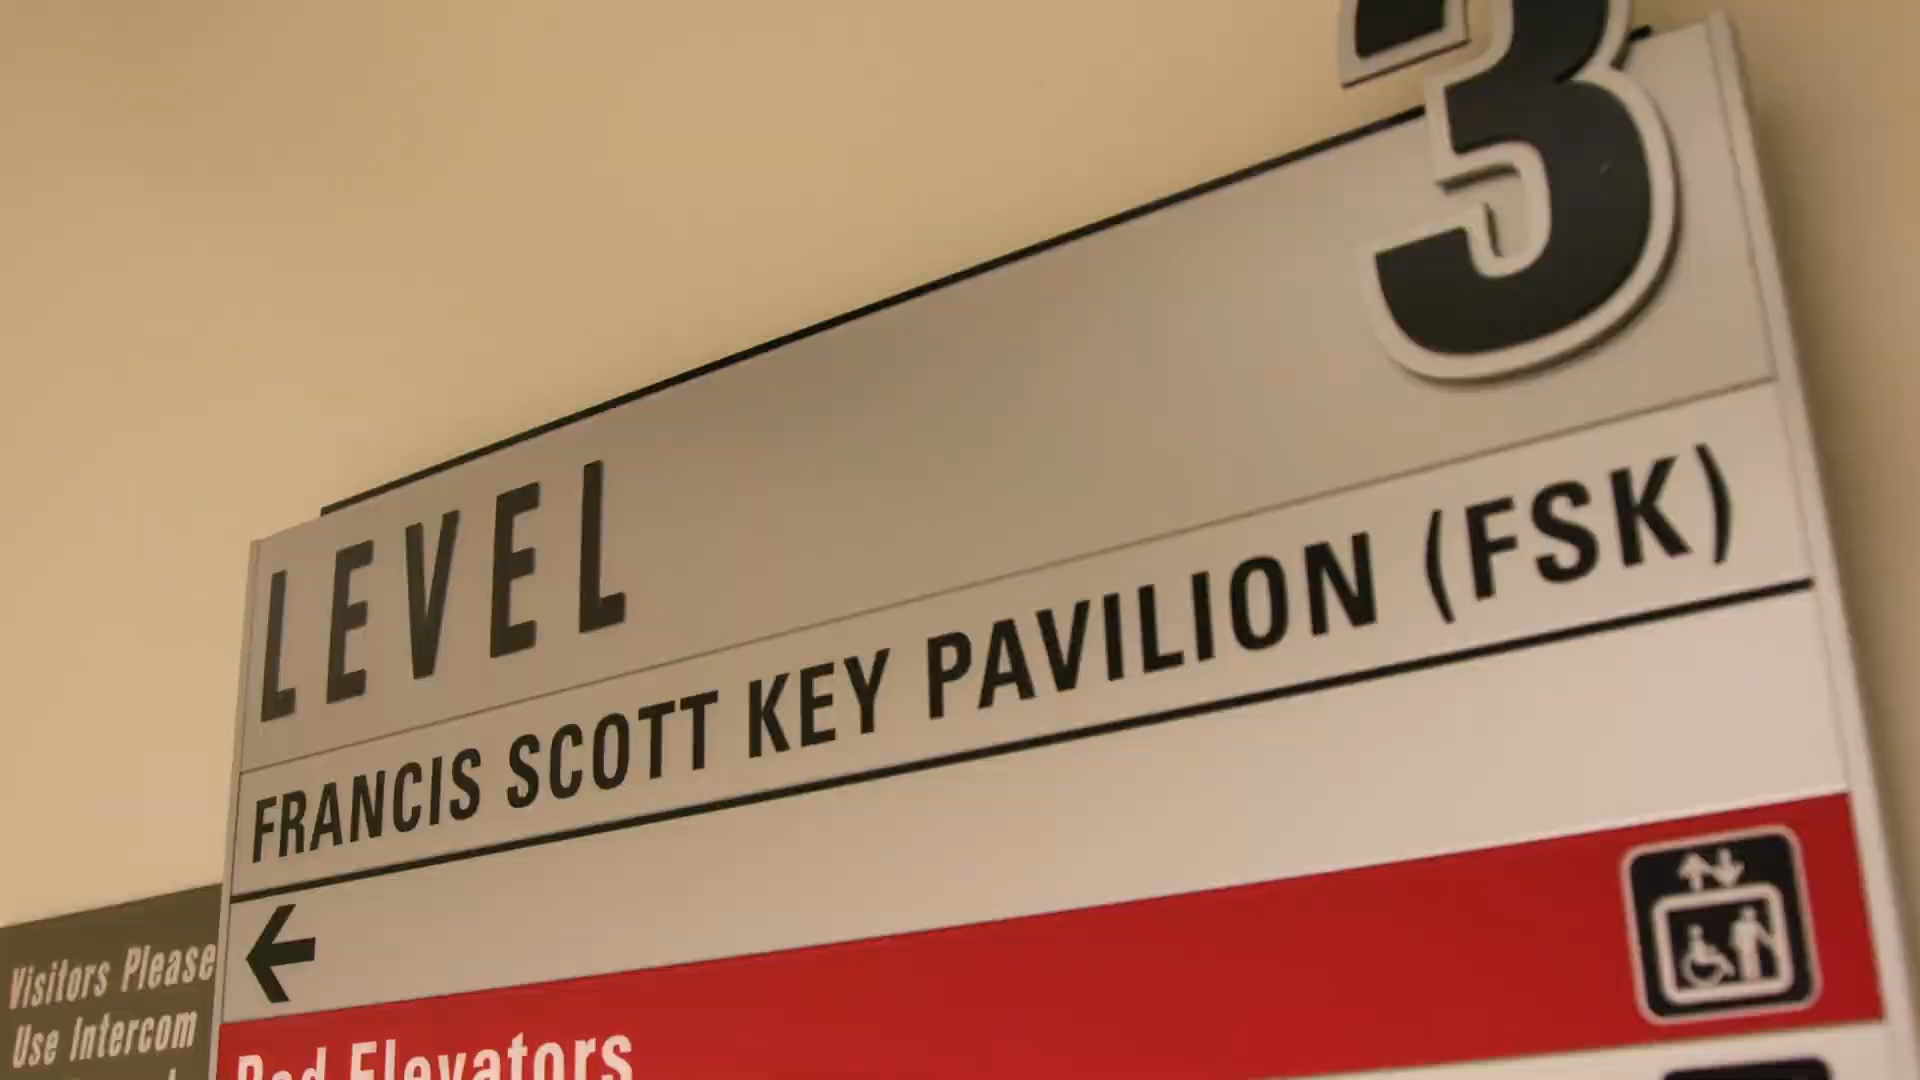 3
LEVEL
FRANCIS SCOTT KEY PAVILION (FSK)
Red Elevators
Visitors Please
Use Intercom